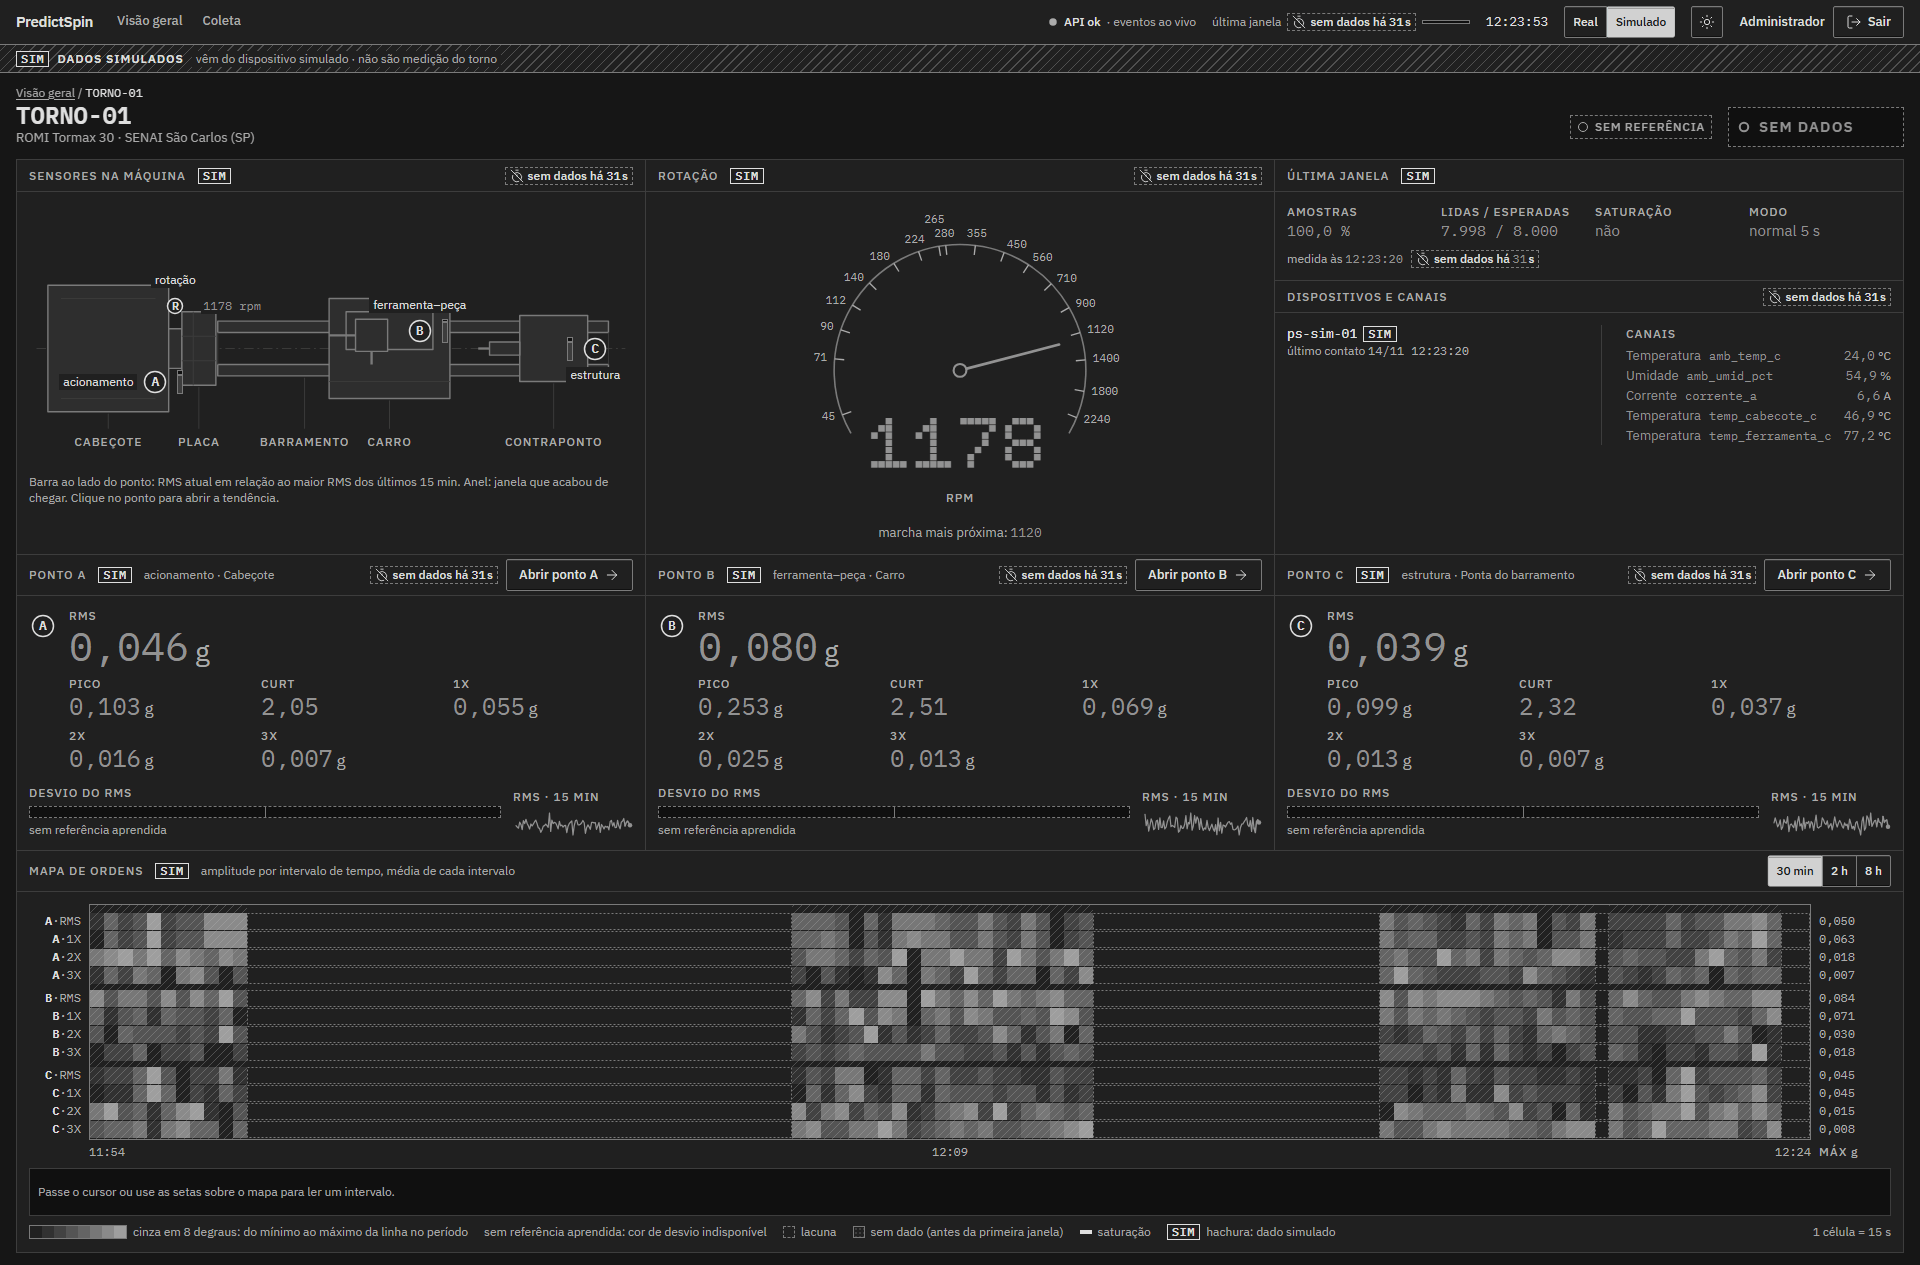 PredictSpin Visão geral Coleta API ok · eventos ao vivo última janela sem dados há 31s 12:23:53 Real Simulado Administrador Sair
SIM DADOS SIMULADOS vêm do dispositivo simulado · não são medição do torno
Visão geral / TORNO-01
TORNO-01
ROMI Tormax 30 · SENAI São Carlos (SP)
SEM REFERÊNCIA SEM DADOS
SENSORES NA MÁQUINA SIM sem dados há 31s
rotação
R 1178 rpm
ferramenta–peça
B
C
acionamento A
estrutura
CABEÇOTE PLACA BARRAMENTO CARRO CONTRAPONTO
Barra ao lado do ponto: RMS atual em relação ao maior RMS dos últimos 15 min. Anel: janela que acabou de
chegar. Clique no ponto para abrir a tendência.
ROTAÇÃO SIM sem dados há 31s
45
71
90
112
140
180
224
265
280
355
450
560
710
900
1120
1400
1800
2240
1178
RPM
marcha mais próxima: 1120
ÚLTIMA JANELA SIM
AMOSTRAS LIDAS / ESPERADAS SATURAÇÃO MODO
100,0 % 7.998 / 8.000 não normal 5 s
medida às 12:23:20 sem dados há 31s
DISPOSITIVOS E CANAIS sem dados há 31s
ps-sim-01 SIM
último contato 14/11 12:23:20
CANAIS
Temperatura amb_temp_c 24,0 °C
Umidade amb_umid_pct 54,9 %
Corrente corrente_a 6,6 A
Temperatura temp_cabecote_c 46,9 °C
Temperatura temp_ferramenta_c 77,2 °C
PONTO A SIM acionamento · Cabeçote sem dados há 31s Abrir ponto A
A RMS
0,046 g
PICO CURT 1X
0,103 g 2,05 0,055 g
2X 3X
0,016 g 0,007 g
DESVIO DO RMS RMS · 15 MIN
sem referência aprendida
PONTO B SIM ferramenta–peça · Carro sem dados há 31s Abrir ponto B
B RMS
0,080 g
PICO CURT 1X
0,253 g 2,51 0,069 g
2X 3X
0,025 g 0,013 g
DESVIO DO RMS RMS · 15 MIN
sem referência aprendida
PONTO C SIM estrutura · Ponta do barramento sem dados há 31s Abrir ponto C
C RMS
0,039 g
PICO CURT 1X
0,099 g 2,32 0,037 g
2X 3X
0,013 g 0,007 g
DESVIO DO RMS RMS · 15 MIN
sem referência aprendida
MAPA DE ORDENS SIM amplitude por intervalo de tempo, média de cada intervalo 30 min 2 h 8 h
A·RMS 0,050
A·1X 0,063
A·2X 0,018
A·3X 0,007
B·RMS 0,084
B·1X 0,071
B·2X 0,030
B·3X 0,018
C·RMS 0,045
C·1X 0,045
C·2X 0,015
C·3X 0,008
11:54 12:09 12:24 MÁX g
Passe o cursor ou use as setas sobre o mapa para ler um intervalo.
cinza em 8 degraus: do mínimo ao máximo da linha no período sem referência aprendida: cor de desvio indisponível lacuna sem dado (antes da primeira janela) saturação SIM hachura: dado simulado 1 célula = 15 s